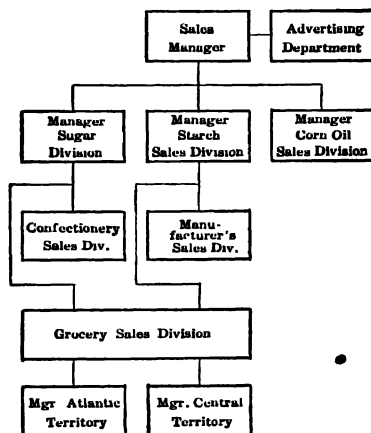 Sales
Manager
Advertising
Department
Manager
Sugar
Division
Manager
Starch
Sales Division
Manager
Corn Oil
Sales Division
Confectionery
Sales Div.
Manu-
facturer's
Sales Div.
Grocery Sales Division
Mgr Atlantic
Territory
Mgr. Central
Territory